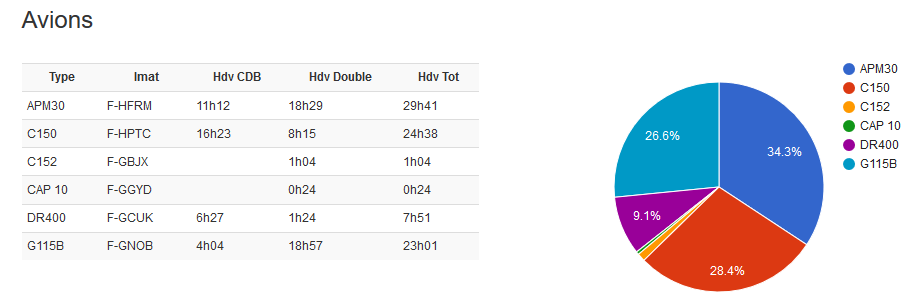 Avions
Type Imat Hdv CDB Hdv Double Hdv Tot
APM30 F-HFRM 11h12 18h29 29h41
C150 F-HPTC 16h23 8h15 24h38
C152 F-GBJX 1h04 1h04
CAP 10 F-GGYD 0h24 0h24
DR400 F-GCUK 6h27 1h24 7h51
G115B F-GNOB 4h04 18h57 23h01
34.3%
28.4%
9.1%
26.6%
APM30
C150
C152
CAP 10
DR400
G115B